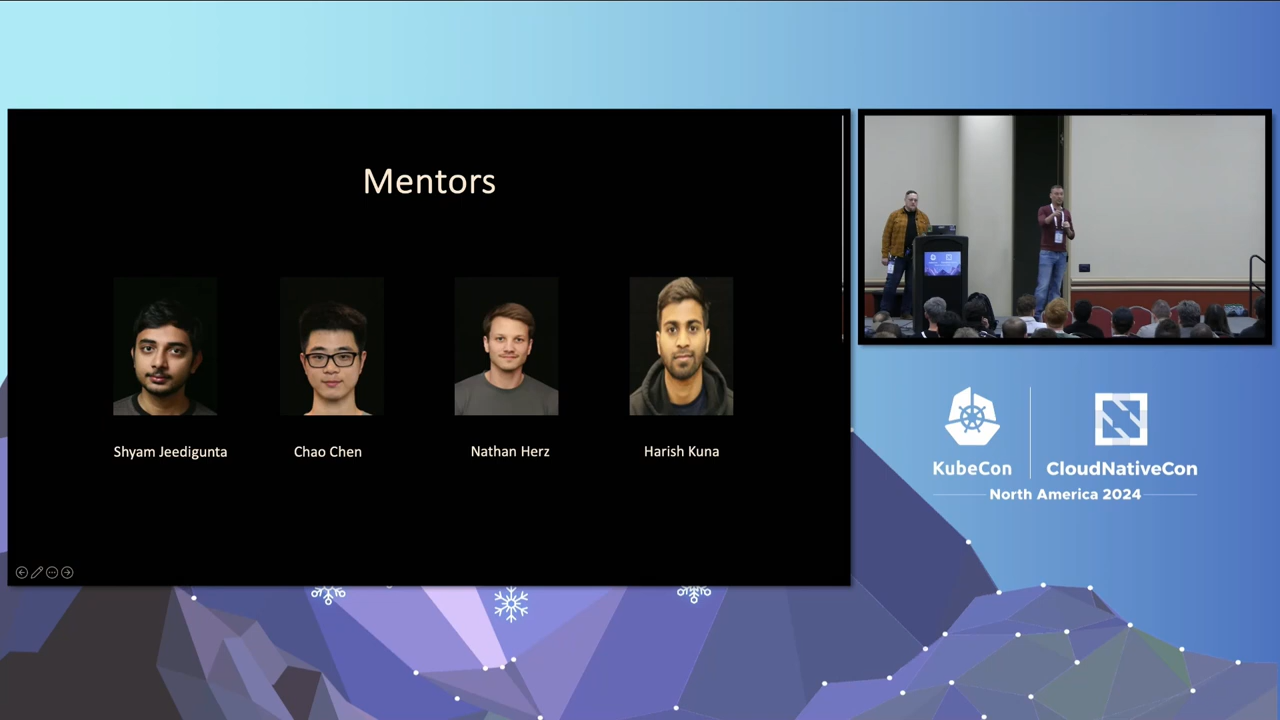 Mentors
Shyam Jeedigunta
Chao Chen
Nathan Herz
Harish Kuna
KubeCon
CloudNativeCon
North America 2024